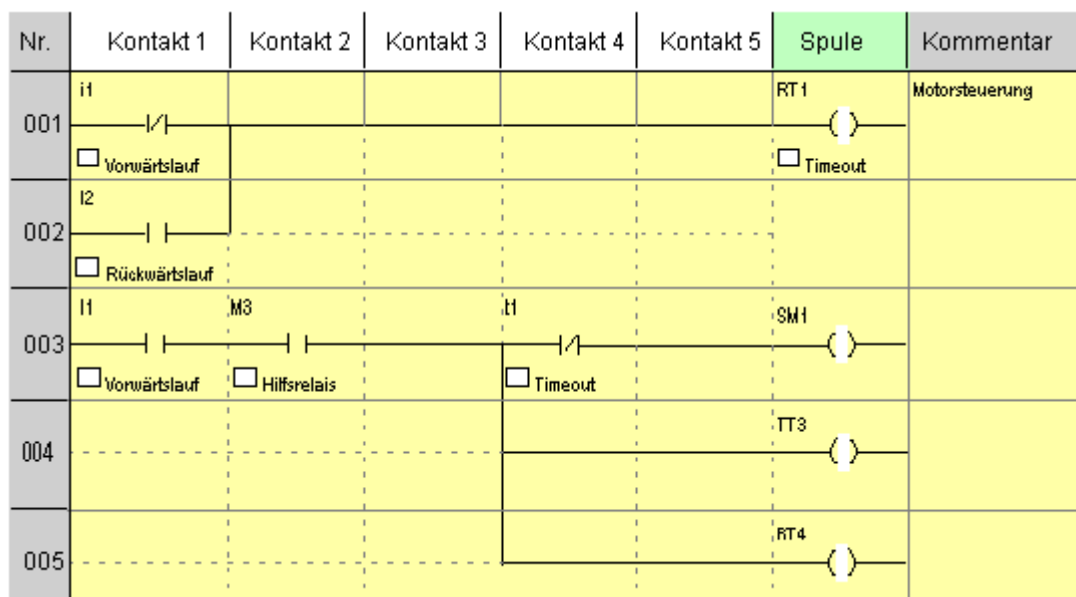 Nr. Kontakt 1 Kontakt 2 Kontakt 3 Kontakt 4 Kontakt 5 Spule Kommentar
i1 RT1 Motorsteuerung
001
Vorwärtslauf Timeout
I2
002
Rückwärtslauf
I1 M3 t1 SM1
003
Vorwärtslauf Hilfsrelais Timeout
TT3
004
RT4
005